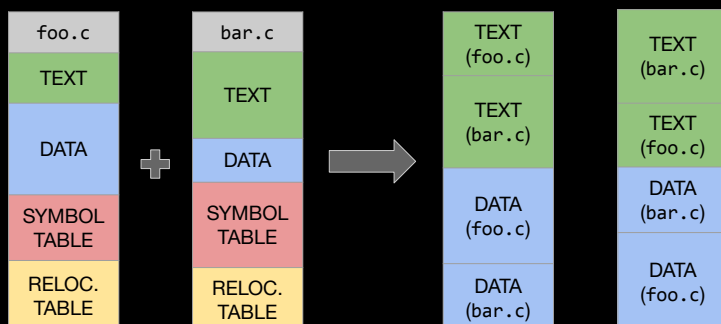 foo.c
TEXT
DATA
SYMBOL
TABLE
RELOC.
TABLE
bar.c
TEXT
DATA
SYMBOL
TABLE
RELOC.
TABLE
TEXT
(foo.c)
TEXT
(bar.c)
DATA
(foo.c)
DATA
(bar.c)
TEXT
(bar.c)
TEXT
(foo.c)
DATA
(bar.c)
DATA
(foo.c)